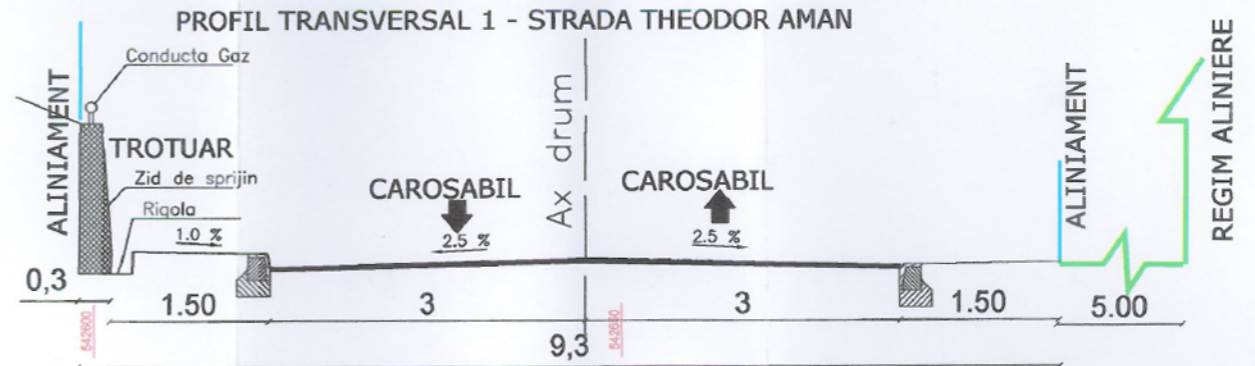 PROFIL TRANSVERSAL 1 - STRADA THEODOR AMAN
Conducta Gaz
ALINIAMENT
TROTUAR
Zid de sprijin
Rigola
1.0 %
CAROSABIL
2.5 %
Ax drum
CAROSABIL
2.5 %
ALINIAMENT
REGIM ALINIERE
0,3
1.50
3
3
1.50
5.00
542600
9,3